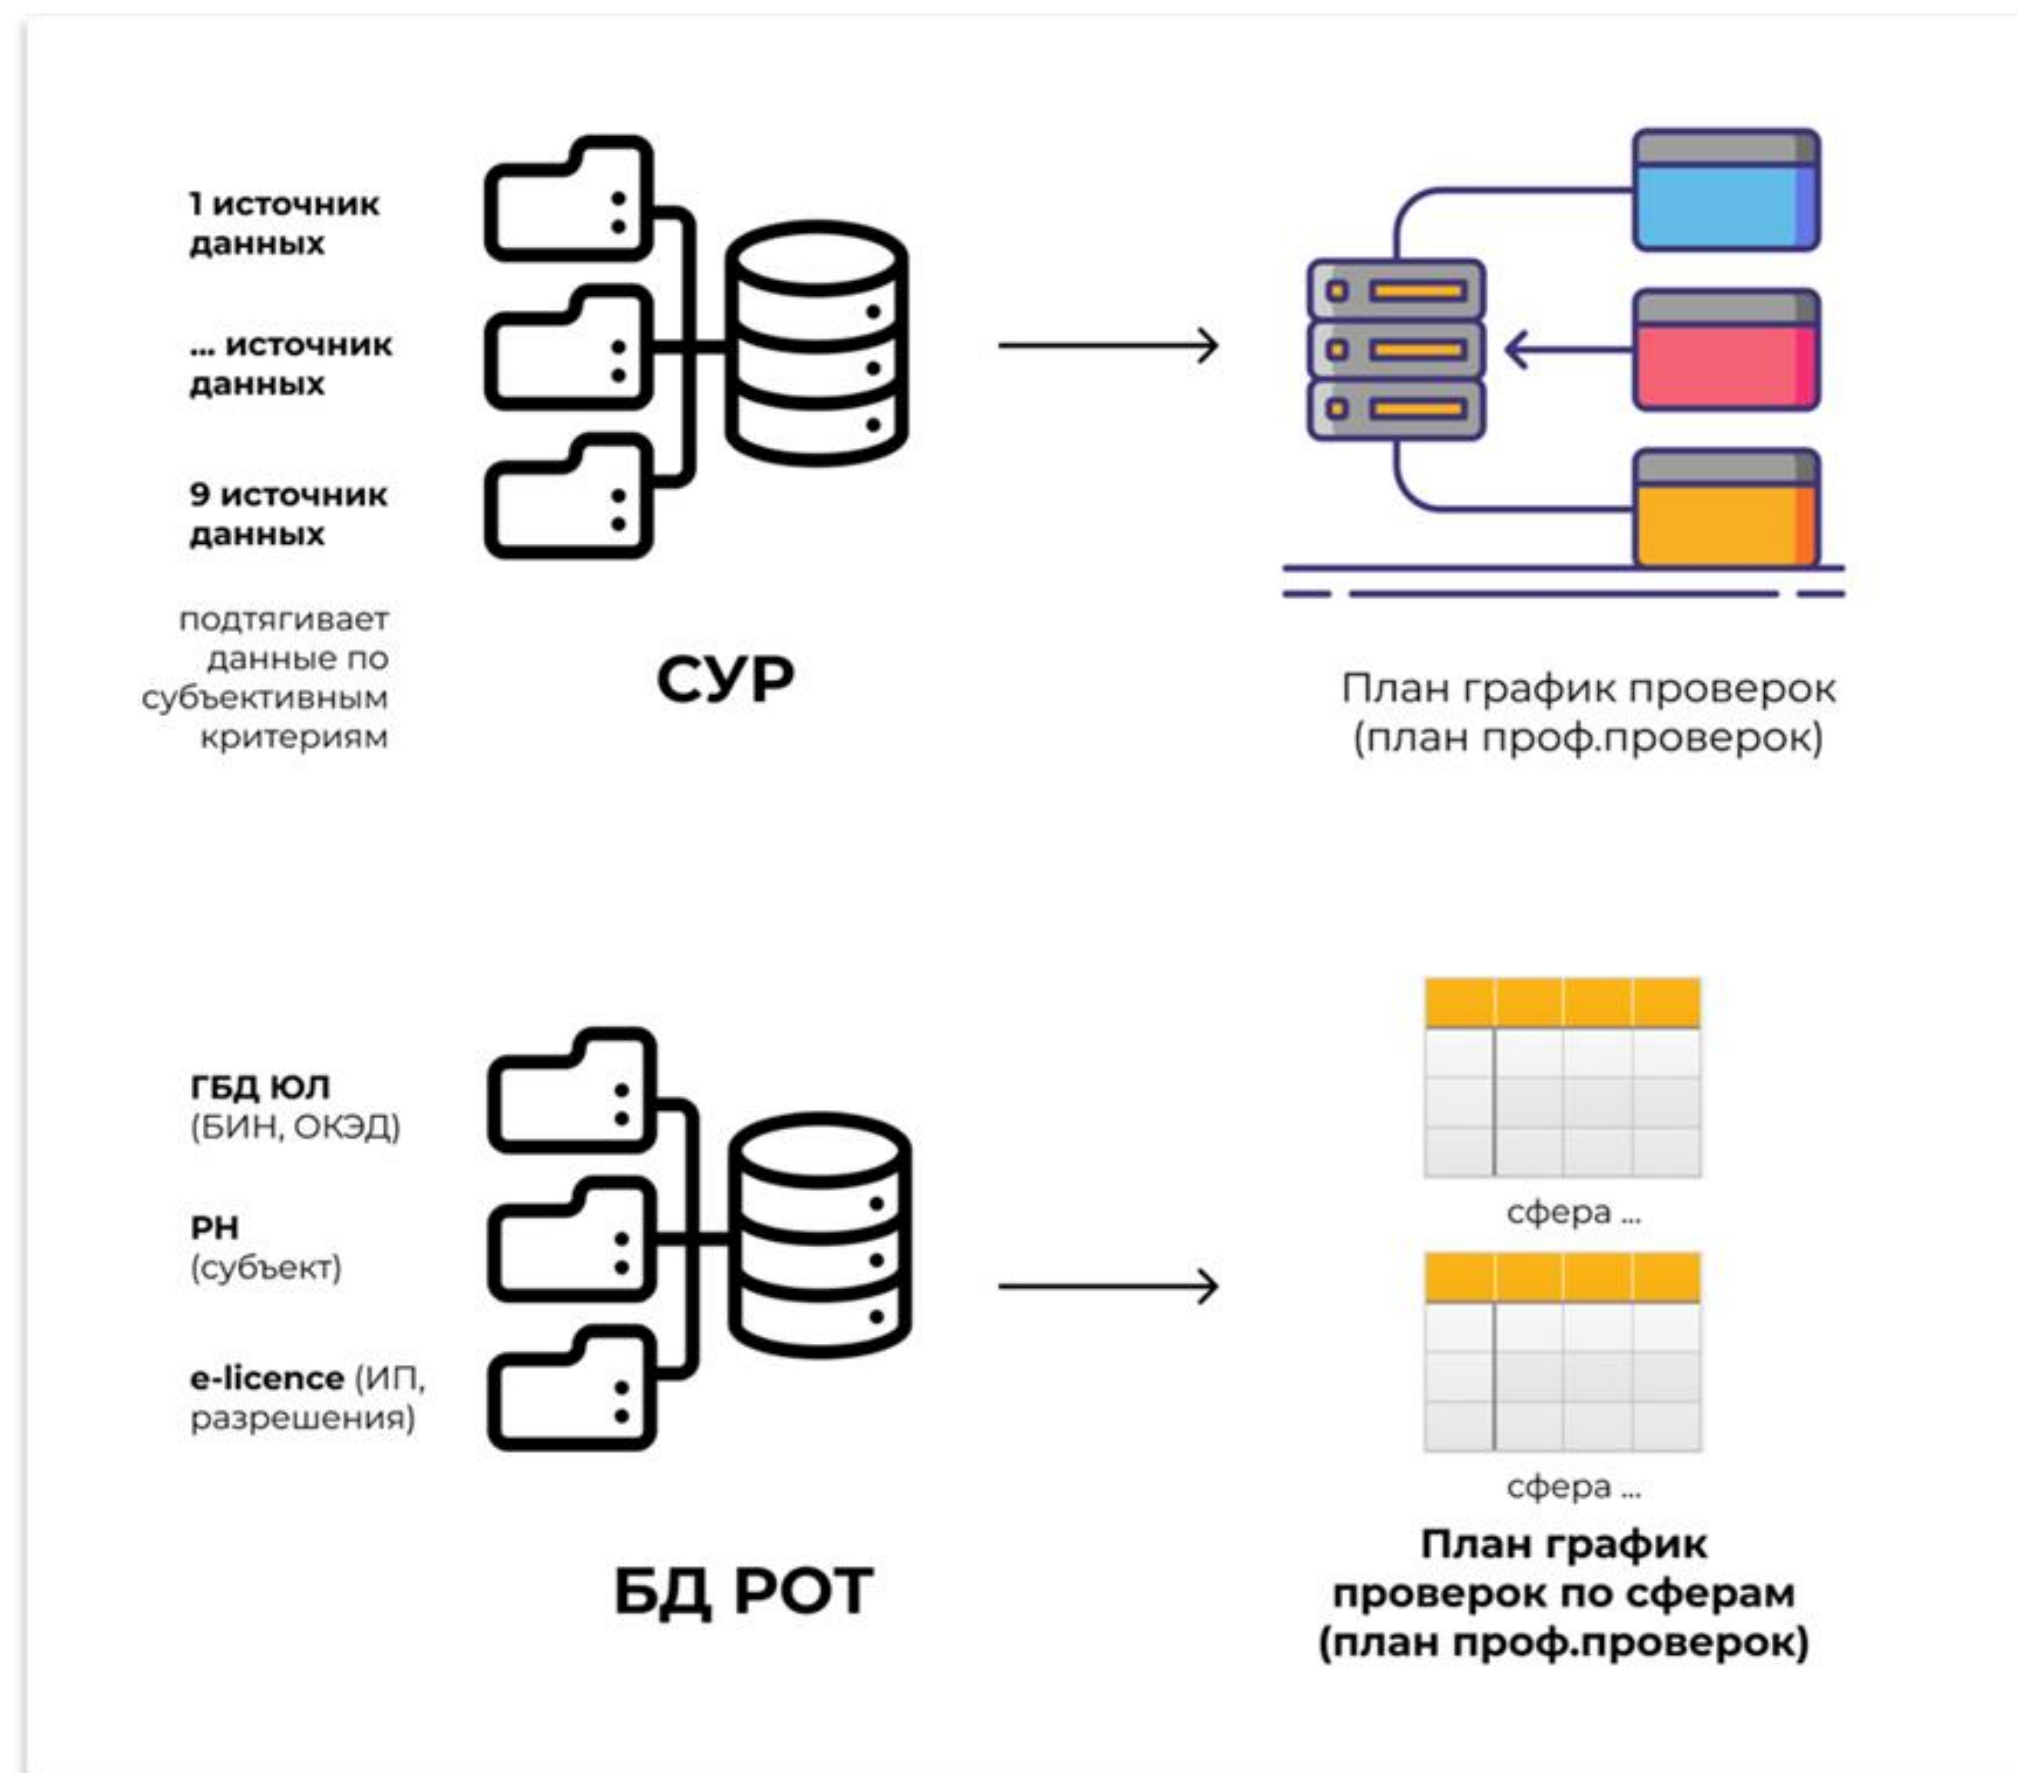 1 источник
данных
... источник
данных
9 источник
данных
подтягивает
данные по
субъективным
критериям
СУР
План график проверок
(план проф.проверок)
ГБД ЮЛ
(БИН, ОКЭД)
РН
(субъект)
e-licence (ИП,
разрешения)
БД РОТ
сфера ...
сфера ...
План график
проверок по сферам
(план проф.проверок)